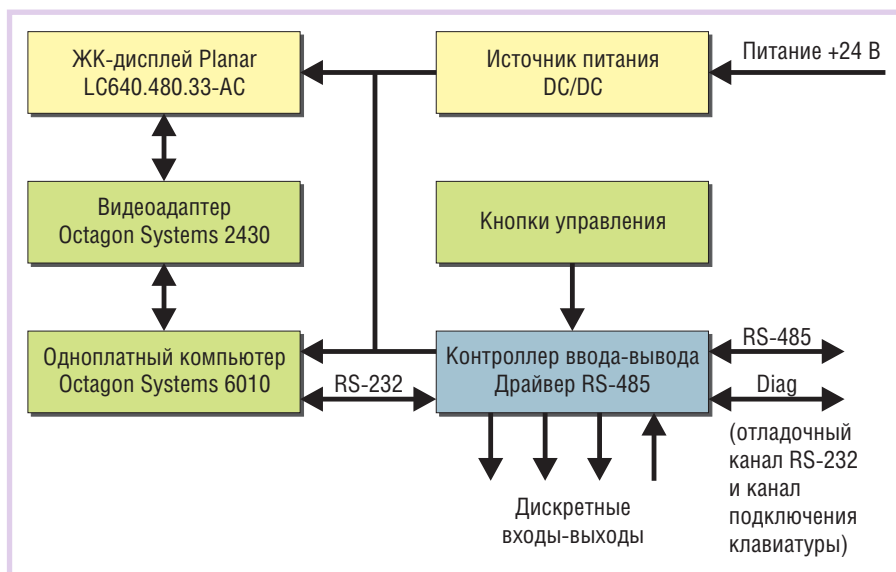 ЖК-дисплей Planar
LC640.480.33-AC
Источник питания
DC/DC
Питание +24 В
Видеоадаптер
Octagon Systems 2430
Кнопки управления
Одноплатный компьютер
Octagon Systems 6010
RS-232
Контроллер ввода-вывода
Драйвер RS-485
RS-485
Diag
(отладочный
канал RS-232
и канал
подключения
клавиатуры)
Дискретные
входы-выходы